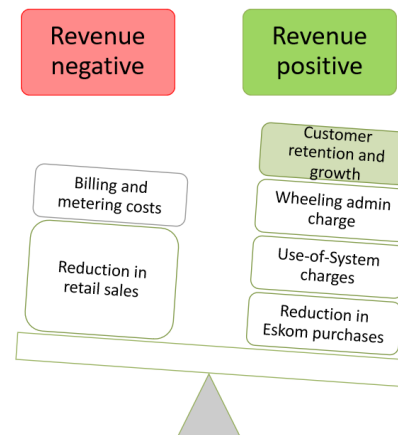 Revenue
negative
Revenue
positive
Billing and
metering costs
Reduction in
retail sales
Customer
retention and
growth
Wheeling admin
charge
Use-of-System
charges
Reduction in
Eskom purchases